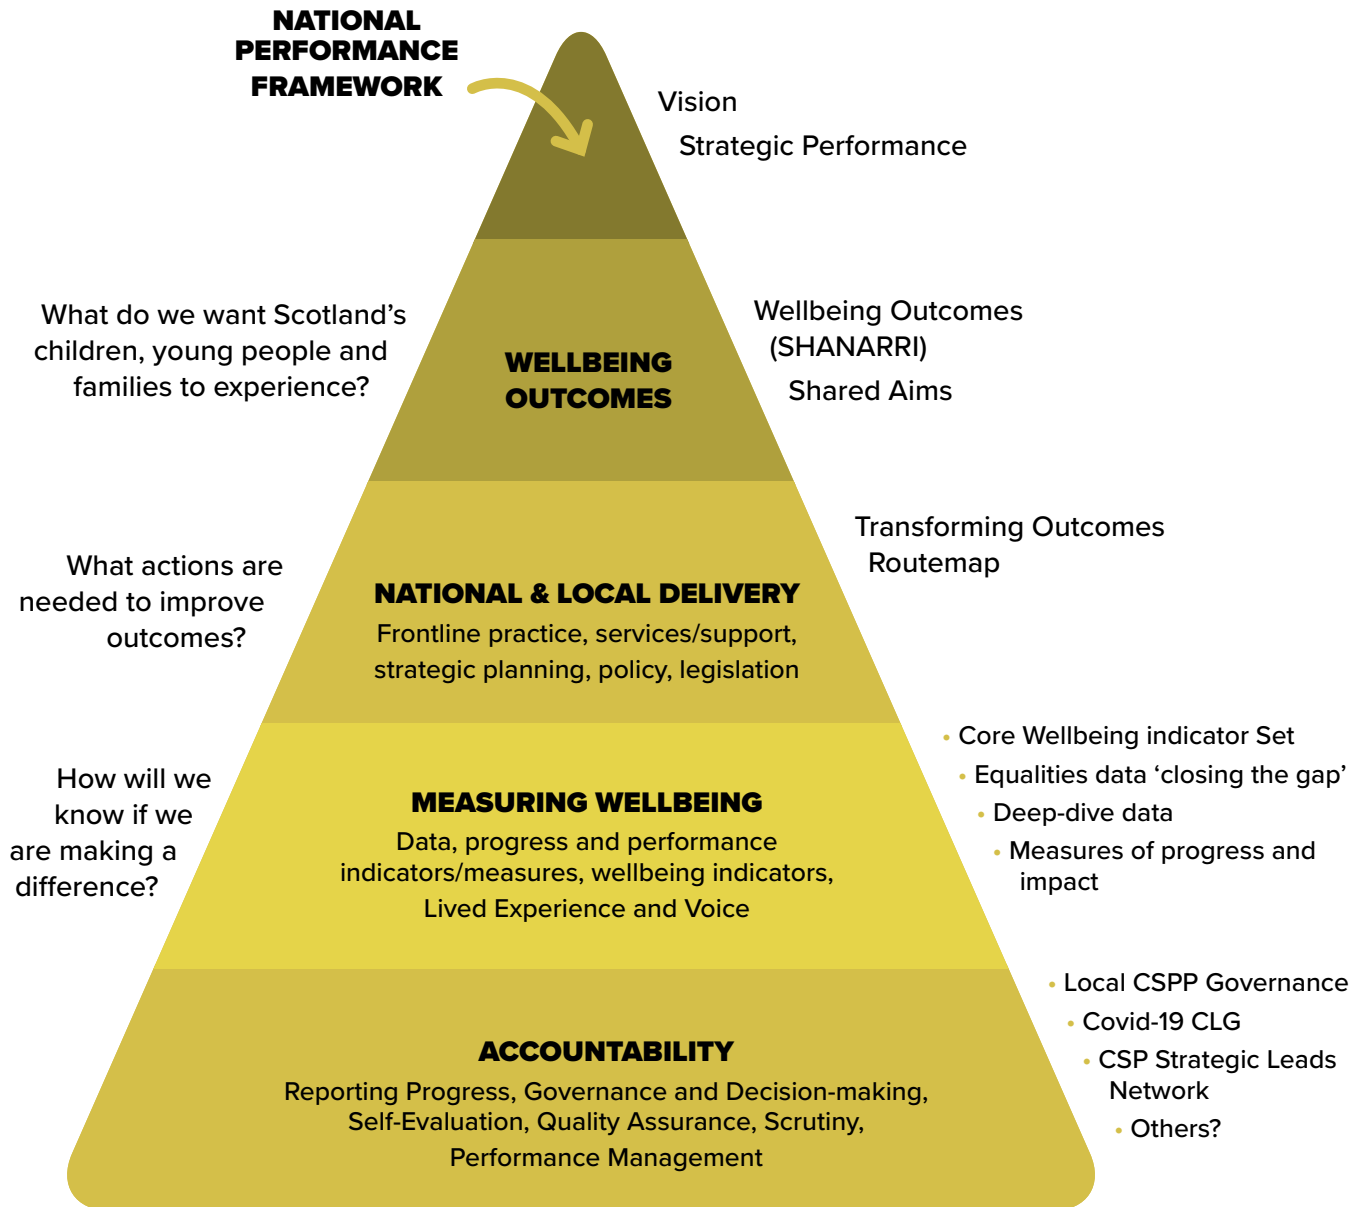 NATIONAL
PERFORMANCE
FRAMEWORK
Vision
Strategic Performance
What do we want Scotland’s
children, young people and
families to experience?
WELLBEING
OUTCOMES
Wellbeing Outcomes
(SHANARRI)
Shared Aims
What actions are
needed to improve
outcomes?
NATIONAL & LOCAL DELIVERY
Frontline practice, services/support,
strategic planning, policy, legislation
Transforming Outcomes
Routemap
How will we
know if we
are making a
difference?
MEASURING WELLBEING
Data, progress and performance
indicators/measures, wellbeing indicators,
Lived Experience and Voice
• Core Wellbeing indicator Set
• Equalities data ‘closing the gap’
• Deep-dive data
• Measures of progress and
impact
ACCOUNTABILITY
Reporting Progress, Governance and Decision-making,
Self-Evaluation, Quality Assurance, Scrutiny,
Performance Management
• Local CSPP Governance
• Covid-19 CLG
• CSP Strategic Leads
Network
• Others?